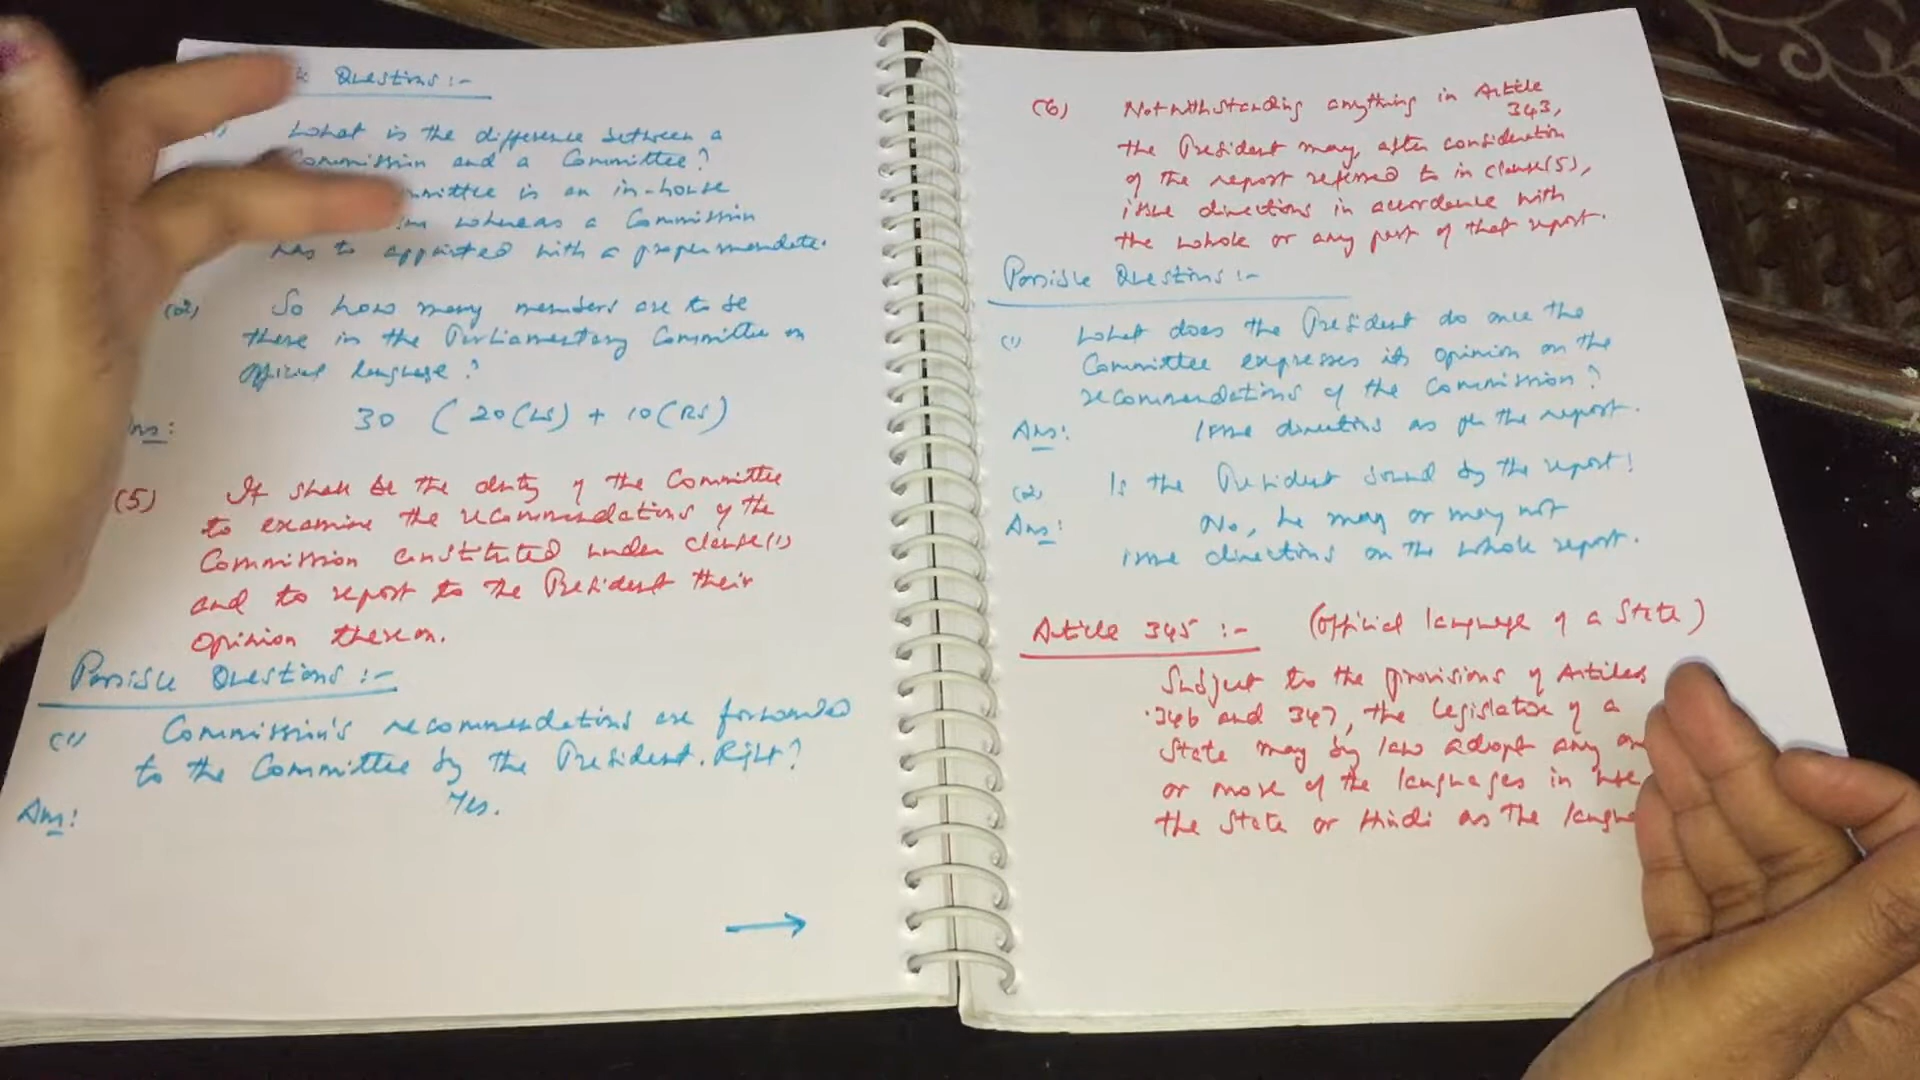 Questions :-
What is the difference between a
Commission and a Committee?
mmittee is an in-house
whereas a Commission
has to appointed with a proper mandate.
(2) So how many members are to be
there in the Parliamentary Committee on
official language?
Ans: 30 (20(LS) + 10(RS)
(5) It shall be the duty of the Committee
to examine the recommendations of the
Commission constituted under clause(1)
and to report to the President their
opinion thereon.
Possible Questions :-
(1) Commission's recommendations are forwarded
to the Committee by the President. Right?
Ans: Yes.
(6) Notwithstanding anything in Article
343,
the President may, after consideration
of the report referred to in clause(5),
issue directions in accordance with
the whole or any part of that report.
Possible Questions :-
(1) What does the President do once the
Committee expresses its opinion on the
recommendations of the Commission?
Ans: Issue directions as per the report.
(2) Is the President bound by the report?
Ans: No, he may or may not
issue directions on the whole report.
Article 345 :- (official language of a State)
Subject to the provisions of Articles
346 and 347, the legislature of a
State may by law adopt any on
or more of the languages in use
the State or Hindi as the langu